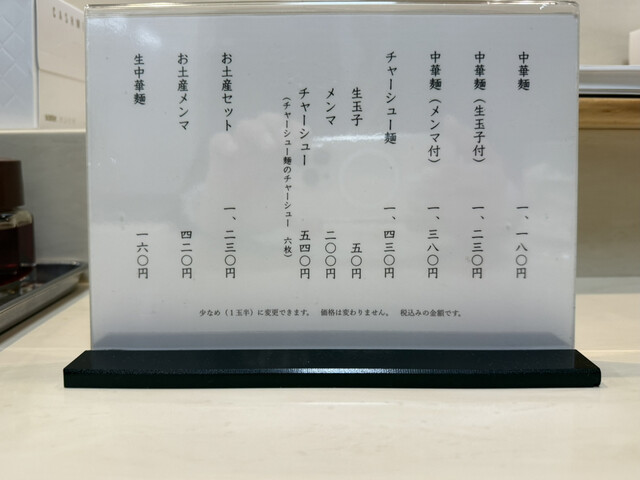 中華麺 一、一八〇円
中華麺（生玉子付） 一、二三〇円
中華麺（メンマ付） 一、三八〇円
チャーシュー麺 一、四三〇円
生玉子 五〇円
メンマ 二〇〇円
チャーシュー 五四〇円
（チャーシュー麺のチャーシュー 六枚）
お土産セット 一、二三〇円
お土産メンマ 四二〇円
生中華麺 一六〇円
少なめ（１玉半）に変更できます。 価格は変わりません。 税込みの金額です。